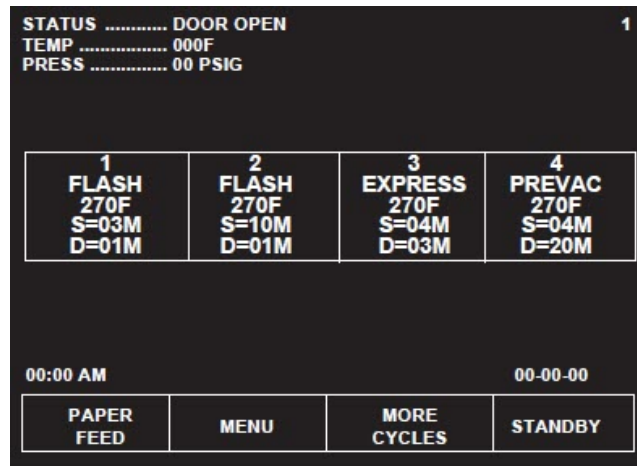 STATUS ............ DOOR OPEN 1
TEMP ................. 000F
PRESS ............... 00 PSIG
1 2 3 4
FLASH FLASH EXPRESS PREVAC
270F 270F 270F 270F
S=03M S=10M S=04M S=04M
D=01M D=01M D=03M D=20M
00:00 AM 00-00-00
PAPER FEED MENU MORE CYCLES STANDBY